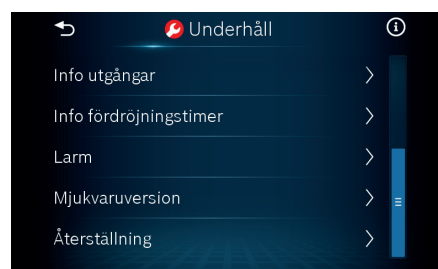 Underhåll
Info utgångar
Info fördröjningstimer
Larm
Mjukvaruversion
Återställning